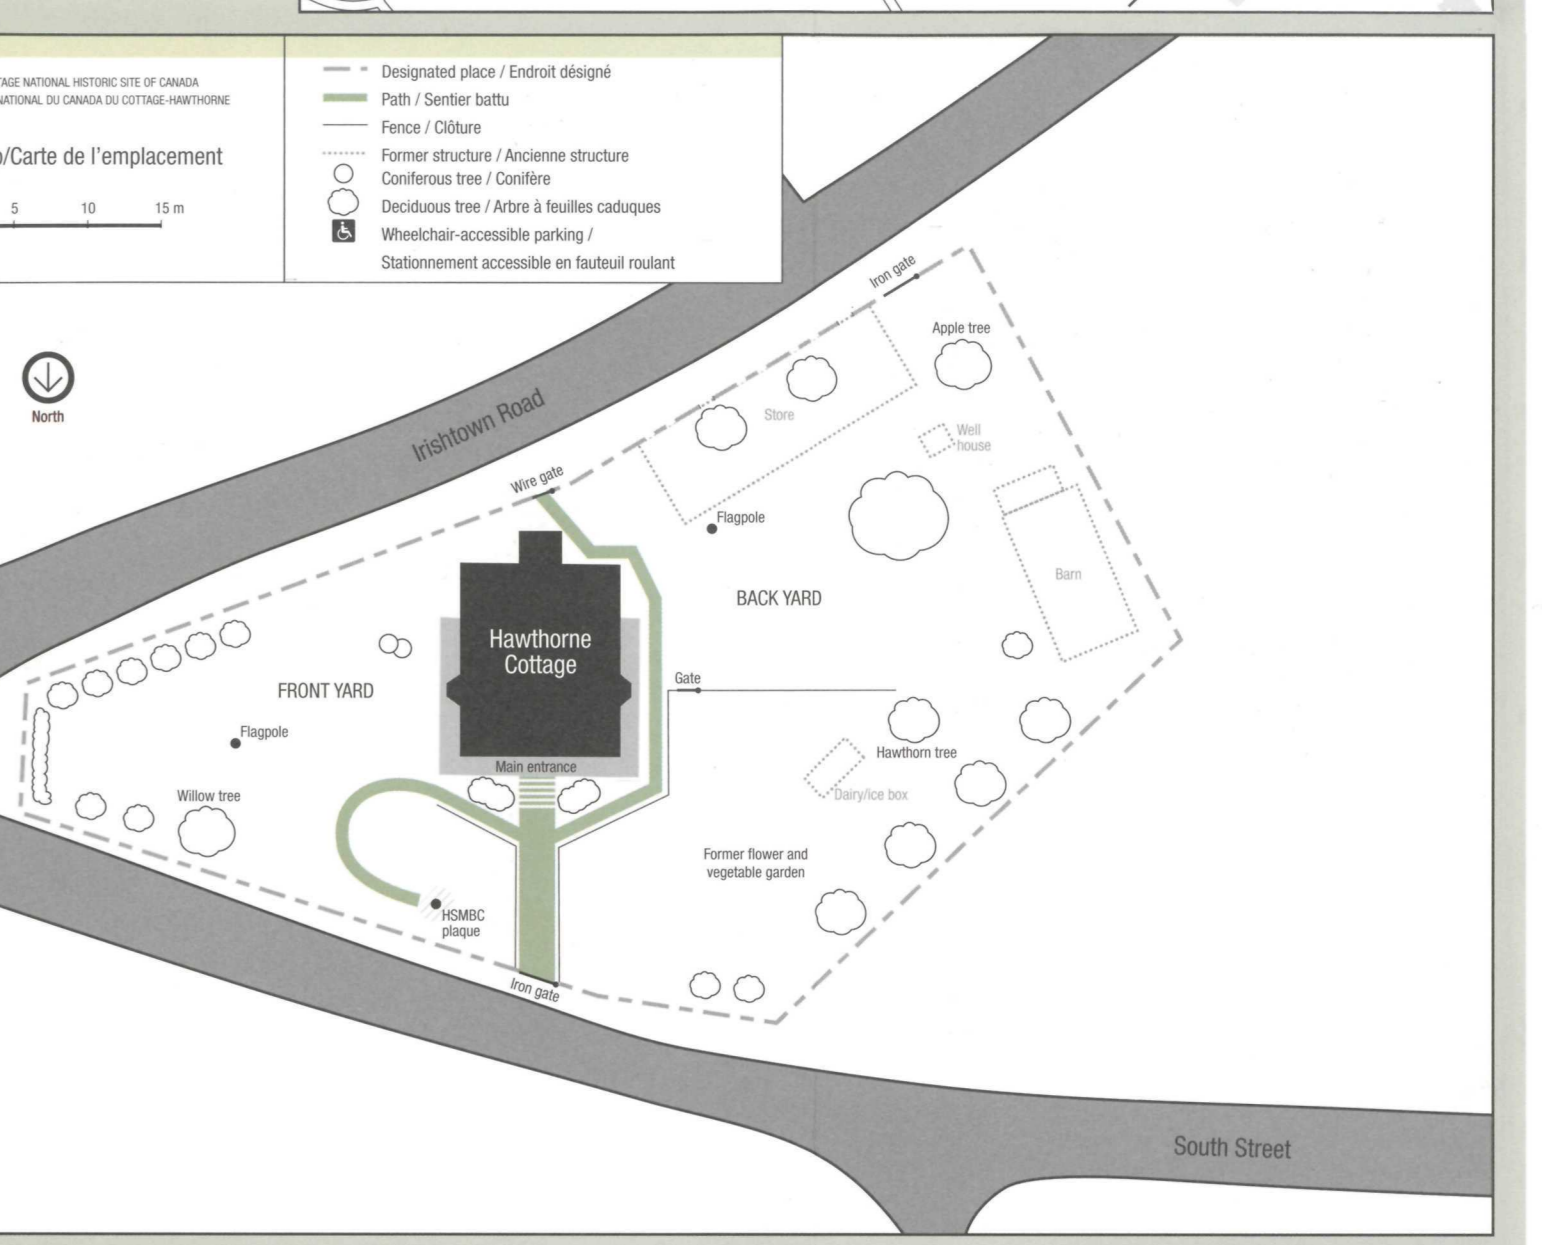 TAGE NATIONAL HISTORIC SITE OF CANADA
NATIONAL DU CANADA DU COTTAGE-HAWTHORNE
/Carte de l'emplacement
5 10 15 m
Designated place / Endroit désigné
Path / Sentier battu
Fence / Clôture
Former structure / Ancienne structure
Coniferous tree / Conifère
Deciduous tree / Arbre à feuilles caduques
Wheelchair-accessible parking /
Stationnement accessible en fauteuil roulant
North
Irishtown Road
Iron gate
Apple tree
Store
Well
house
Wire gate
Flagpole
Barn
BACK YARD
Hawthorne
Cottage
FRONT YARD
Gate
Flagpole
Hawthorn tree
Main entrance
Willow tree
Dairy/ice box
Former flower and
vegetable garden
HSMBC
plaque
Iron gate
South Street